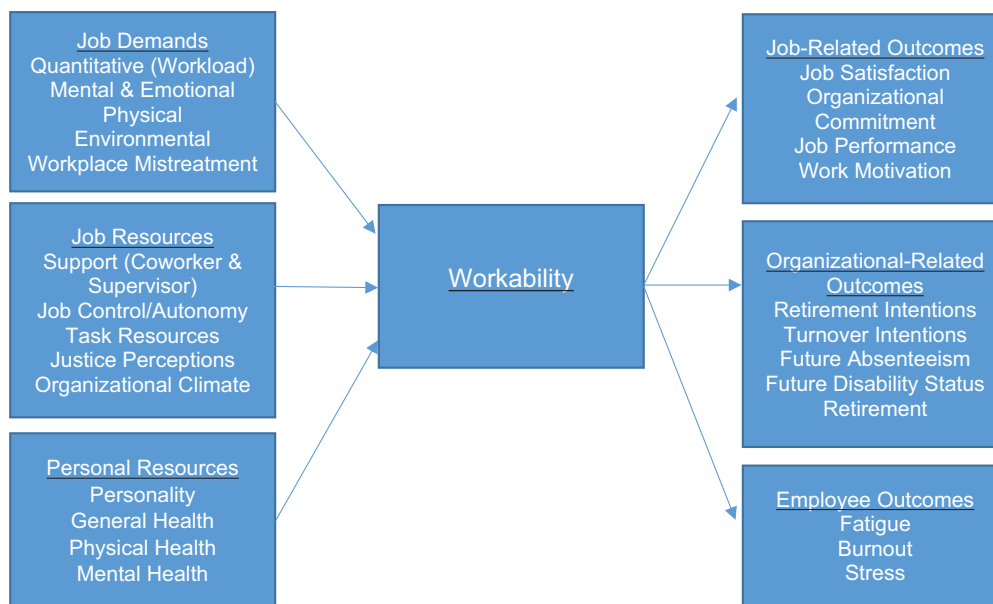 Job Demands
Quantitative (Workload)
Mental & Emotional
Physical
Environmental
Workplace Mistreatment
Job Resources
Support (Coworker &
Supervisor)
Job Control/Autonomy
Task Resources
Justice Perceptions
Organizational Climate
Personal Resources
Personality
General Health
Physical Health
Mental Health
Workability
Job-Related Outcomes
Job Satisfaction
Organizational
Commitment
Job Performance
Work Motivation
Organizational-Related
Outcomes
Retirement Intentions
Turnover Intentions
Future Absenteeism
Future Disability Status
Retirement
Employee Outcomes
Fatigue
Burnout
Stress